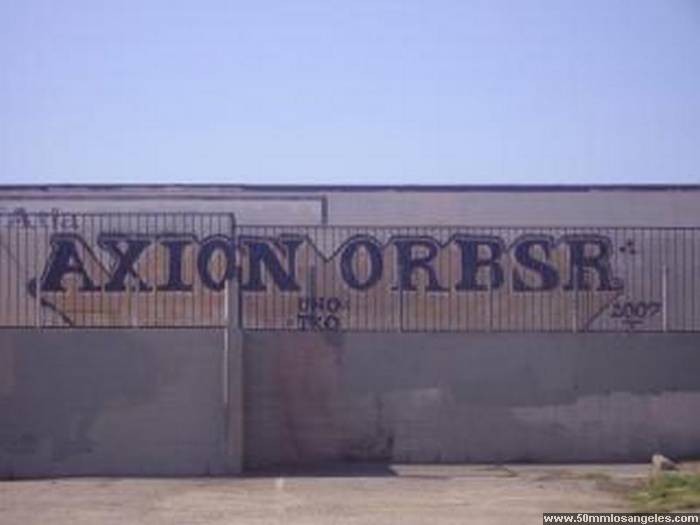 AXION ORBSR
UNO
TKO
2007
www.50mmlosangeles.com